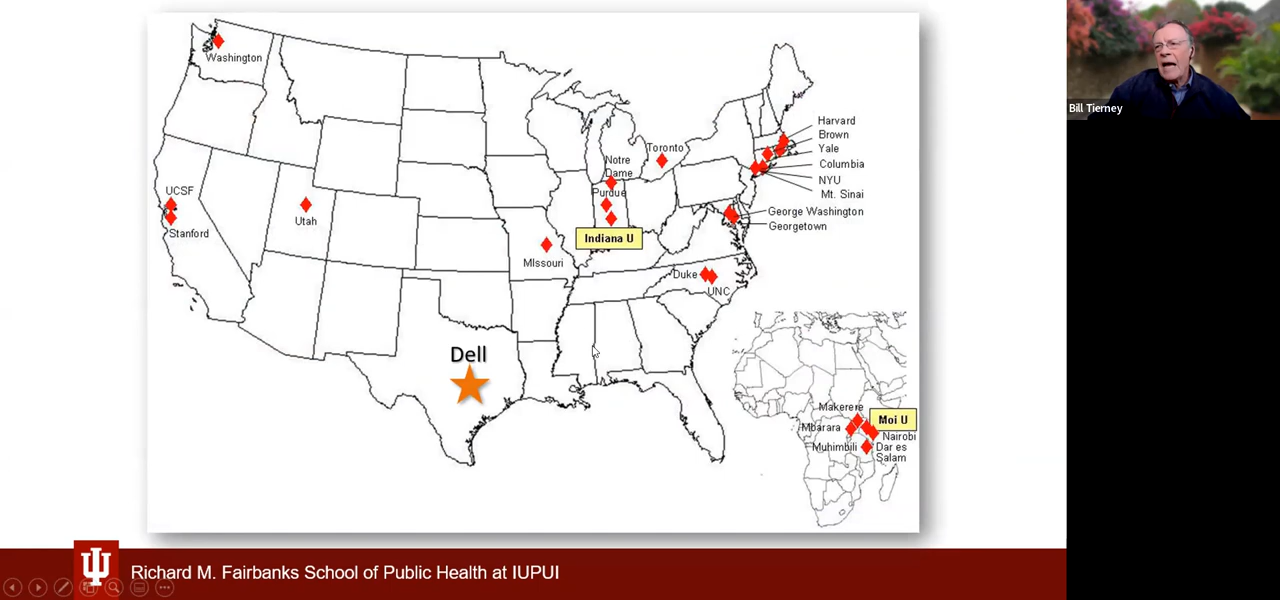 Washington
UCSF
Stanford
Utah
MIssouri
Notre
Dame
Purdue
Indiana U
Toronto
Harvard
Brown
Yale
Columbia
NYU
Mt. Sinai
George Washington
Georgetown
Duke
UNC
Dell
Makerere
Mbarara
Muhimbili
Moi U
Nairobi
Dar es
Salam
Richard M. Fairbanks School of Public Health at IUPUI
Bill Tierney